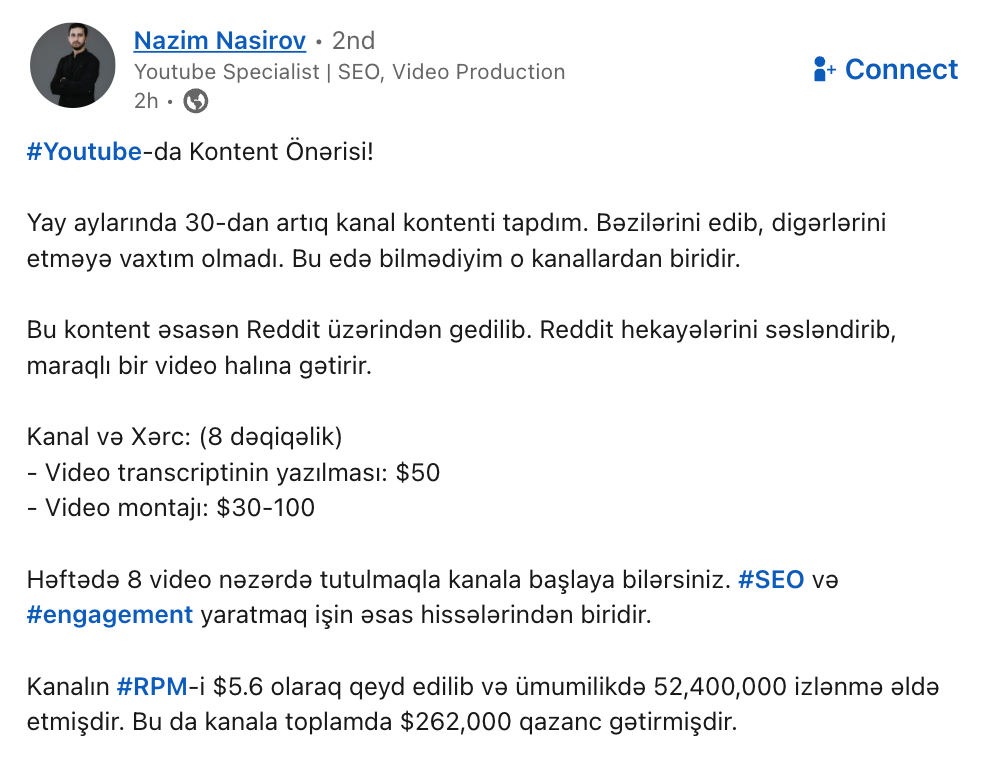 Nazim Nasirov • 2nd
Youtube Specialist | SEO, Video Production
2h •
Connect
#Youtube-da Kontent Önərisi!
Yay aylarında 30-dan artıq kanal kontenti tapdım. Bəzilərini edib, digərlərini
etməyə vaxtım olmadı. Bu edə bilmədiyim o kanallardan biridir.
Bu kontent əsasən Reddit üzərindən gedilib. Reddit hekayələrini səsləndirib,
maraqlı bir video halına gətirir.
Kanal və Xərc: (8 dəqiqəlik)
- Video transcriptinin yazılması: $50
- Video montajı: $30-100
Həftədə 8 video nəzərdə tutulmaqla kanala başlaya bilərsiniz. #SEO və
#engagement yaratmaq işin əsas hissələrindən biridir.
Kanalın #RPM-i $5.6 olaraq qeyd edilib və ümumilikdə 52,400,000 izlənmə əldə
etmişdir. Bu da kanala toplamda $262,000 qazanc gətirmişdir.